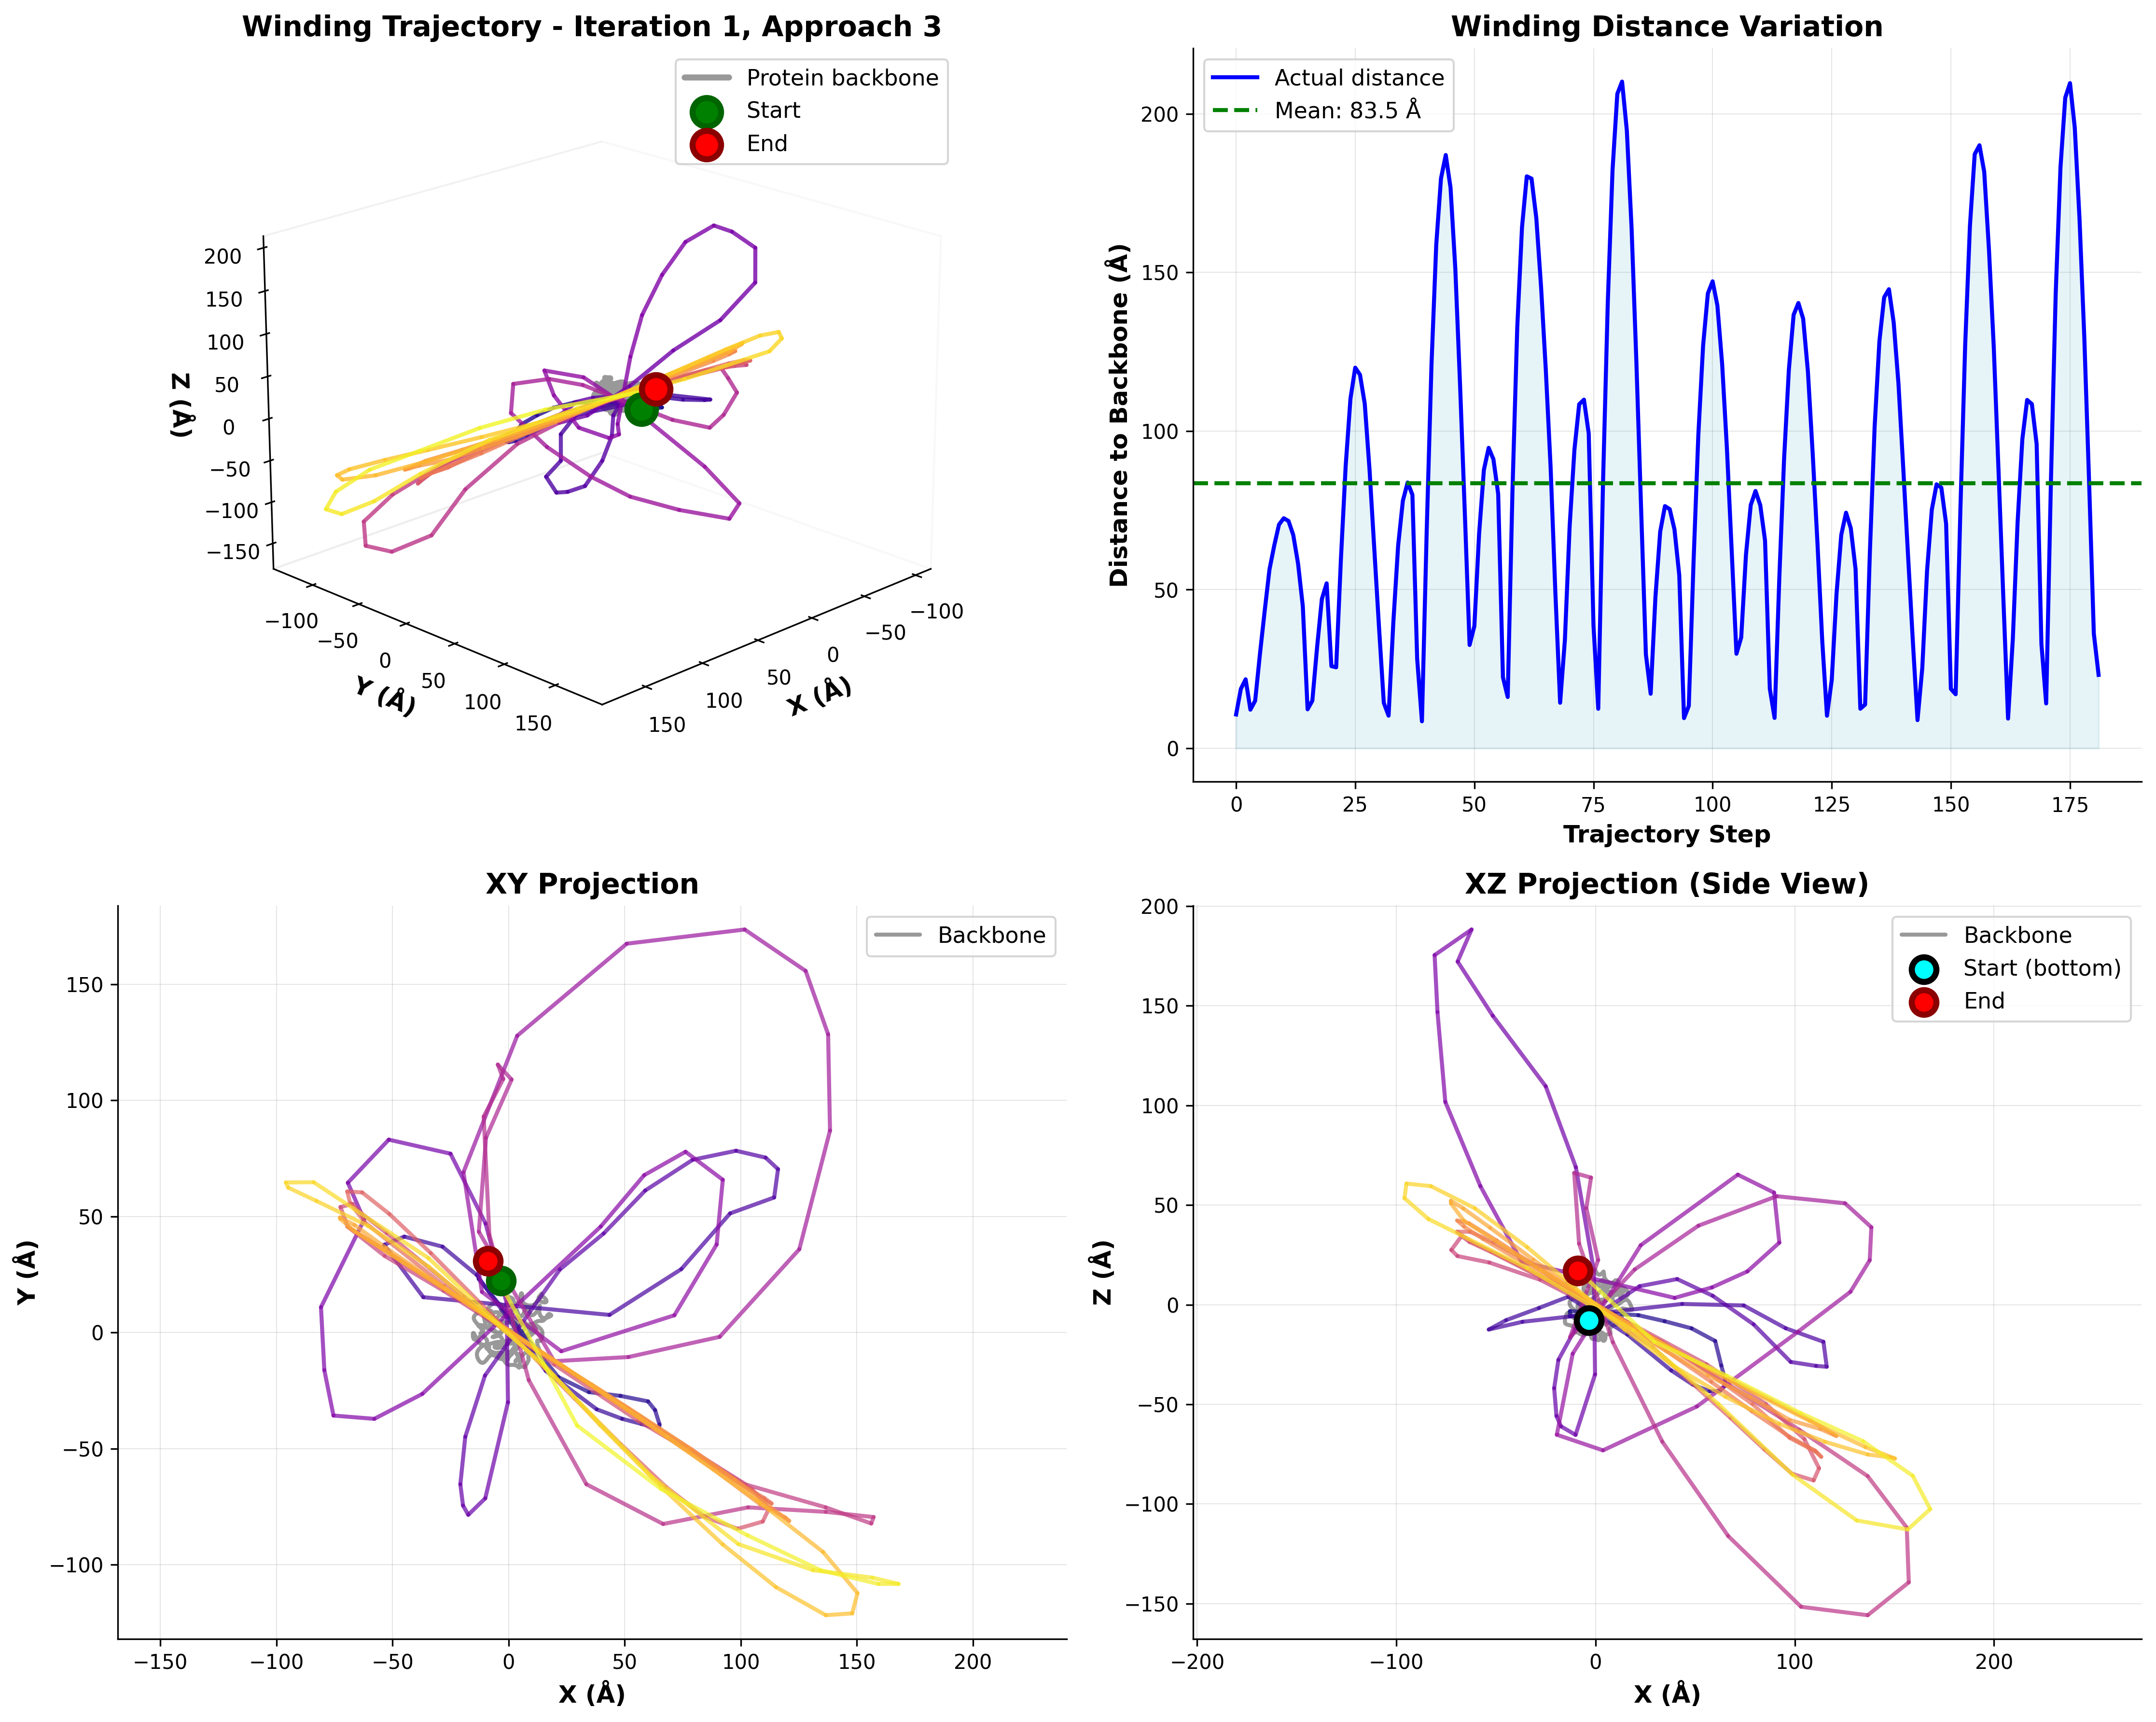 Winding Trajectory - Iteration 1, Approach 3
Protein backbone
Start
End
200
150
100
50
0
−50
−100
−150
Z (Å)
−100
−50
0
50
100
150
Y (Å)
150
100
50
0
−50
−100
X (Å)
Winding Distance Variation
Actual distance
Mean: 83.5 Å
200
150
100
50
0
Distance to Backbone (Å)
0
25
50
75
100
125
150
175
Trajectory Step
XY Projection
Backbone
150
100
50
0
−50
−100
Y (Å)
−150
−100
−50
0
50
100
150
200
X (Å)
XZ Projection (Side View)
Backbone
Start (bottom)
End
200
150
100
50
0
−50
−100
−150
Z (Å)
−200
−100
0
100
200
X (Å)